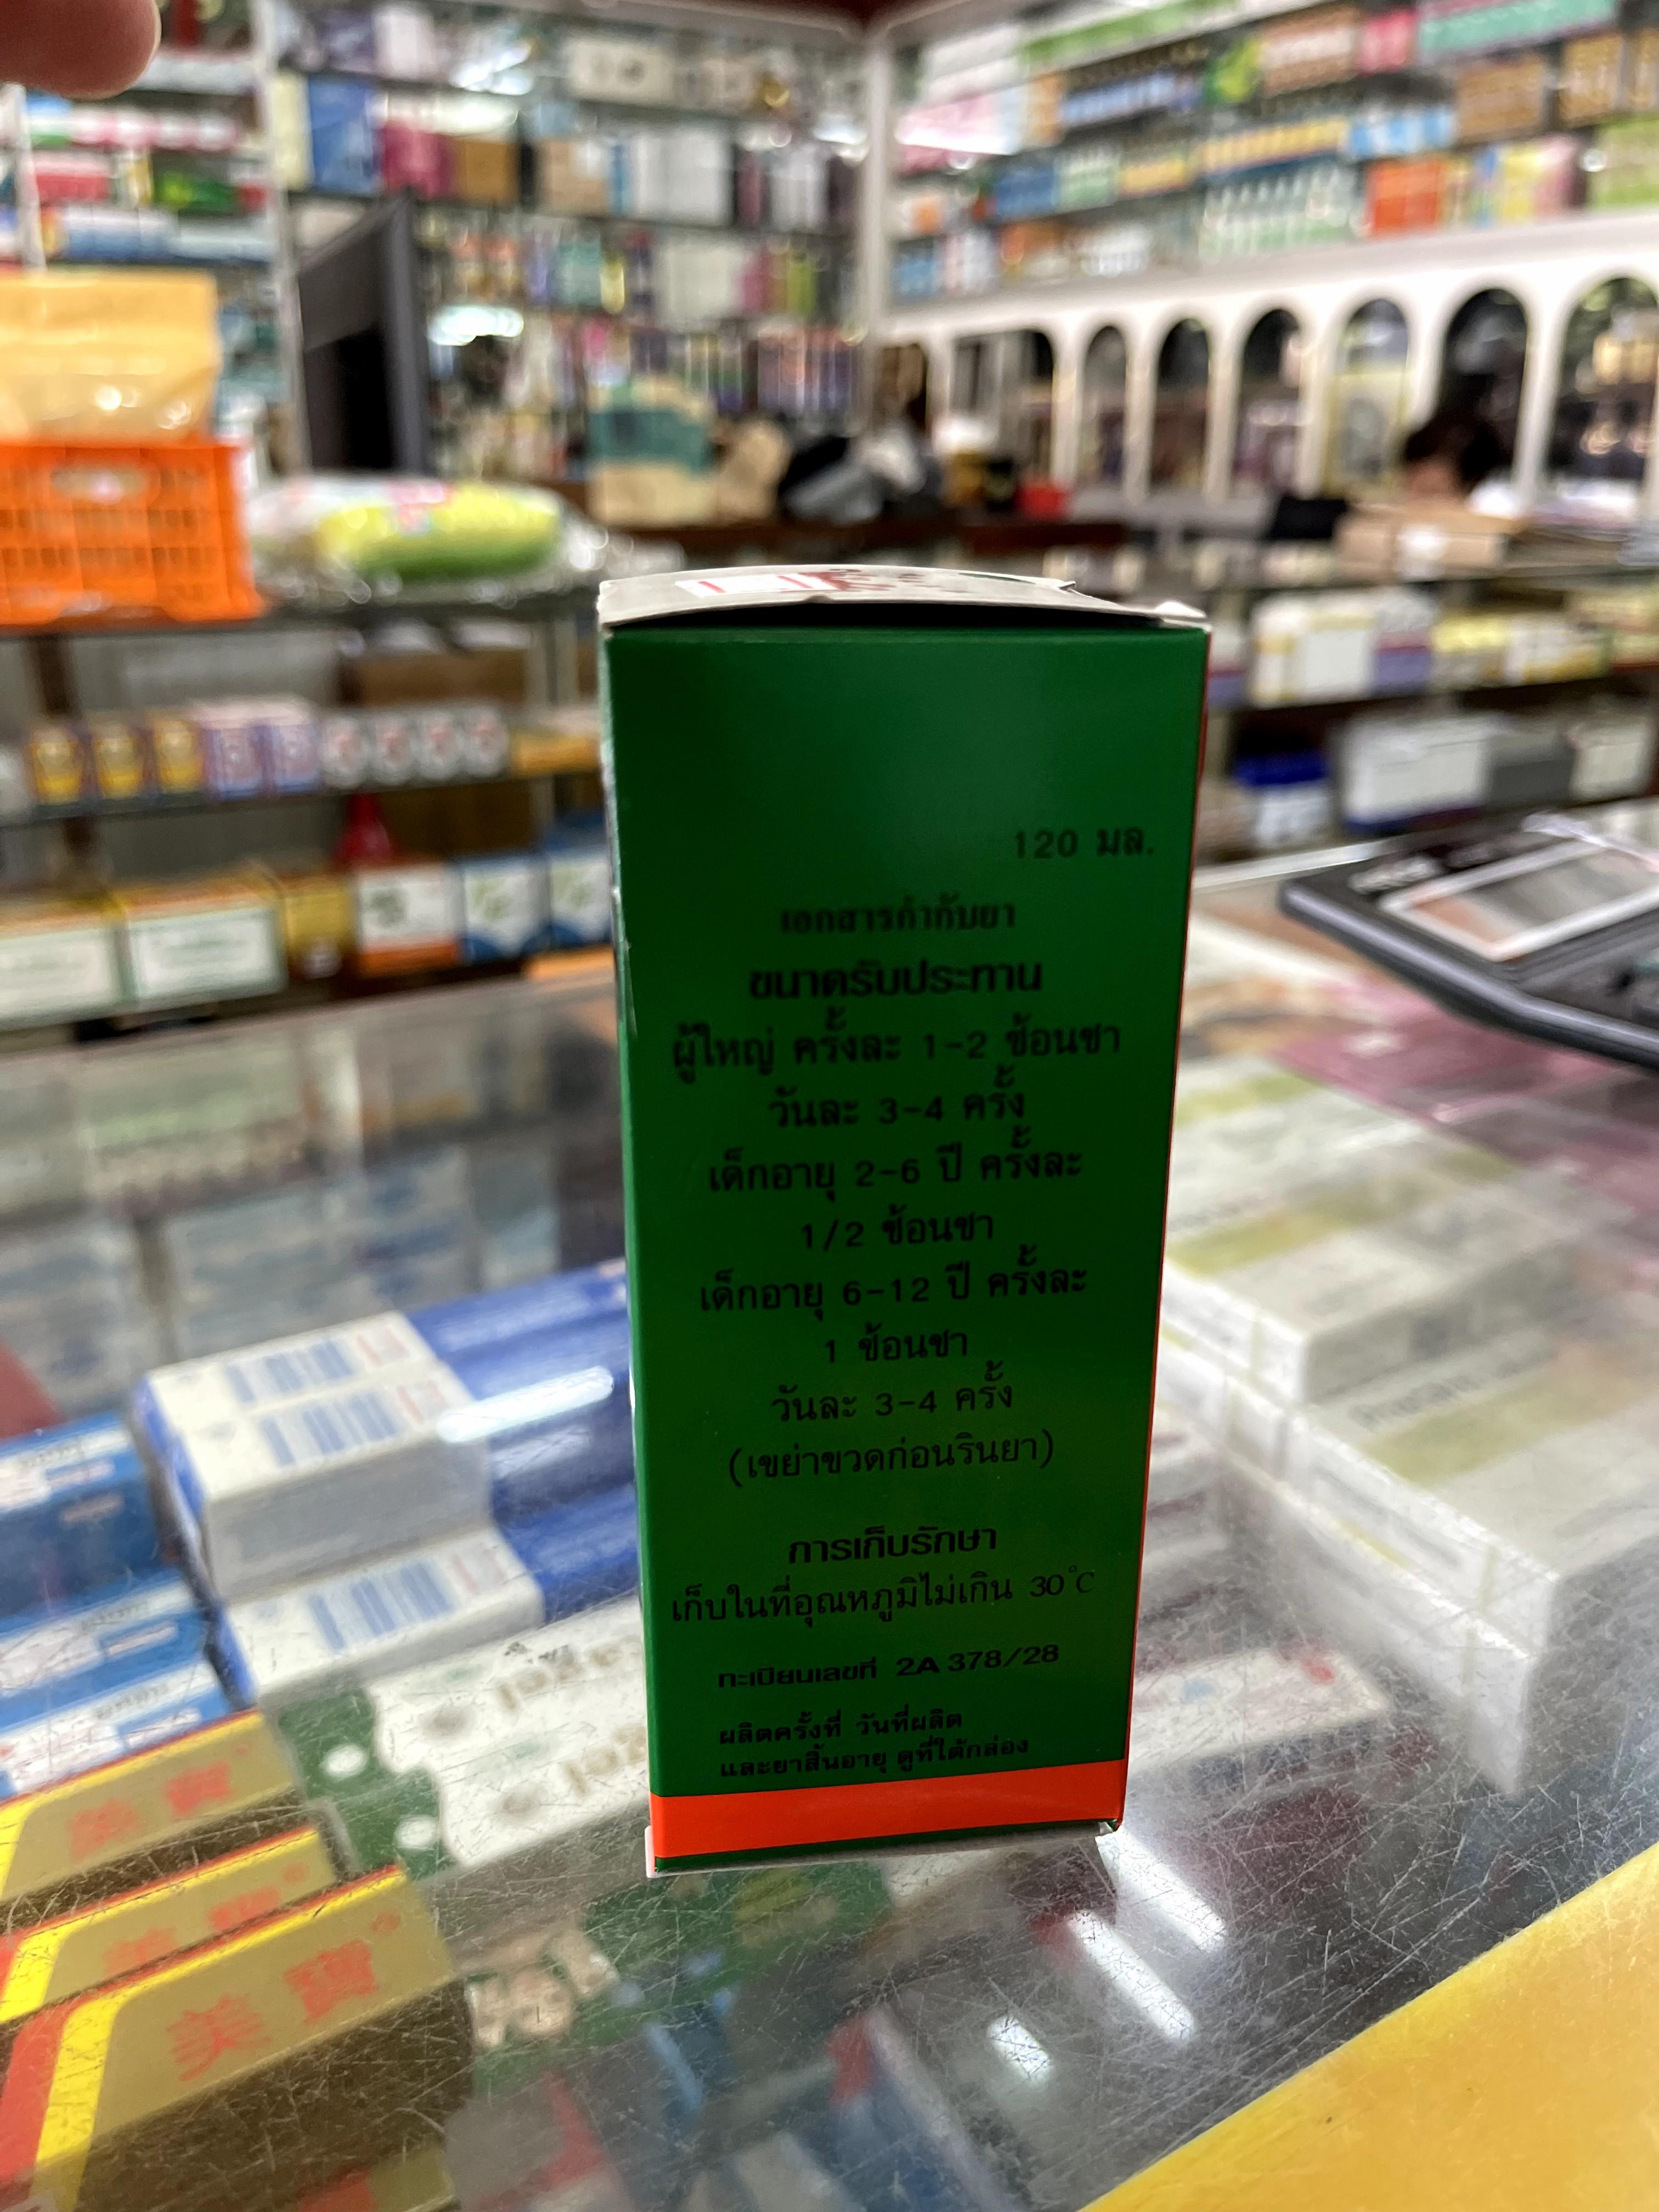 120 มล.
เอกสารกำกับยา
ขนาดรับประทาน
ผู้ใหญ่ ครั้งละ 1-2 ช้อนชา
วันละ 3-4 ครั้ง
เด็กอายุ 2-6 ปี ครั้งละ
1/2 ช้อนชา
เด็กอายุ 6-12 ปี ครั้งละ
1 ช้อนชา
วันละ 3-4 ครั้ง
(เขย่าขวดก่อนรินยา)
การเก็บรักษา
เก็บในที่อุณหภูมิไม่เกิน 30°C
ทะเบียนเลขที่ 2A 378/28
ผลิตครั้งที่ วันที่ผลิต
และยาสิ้นอายุ ดูที่ใต้กล่อง
美 寶
美 寶
美 寶